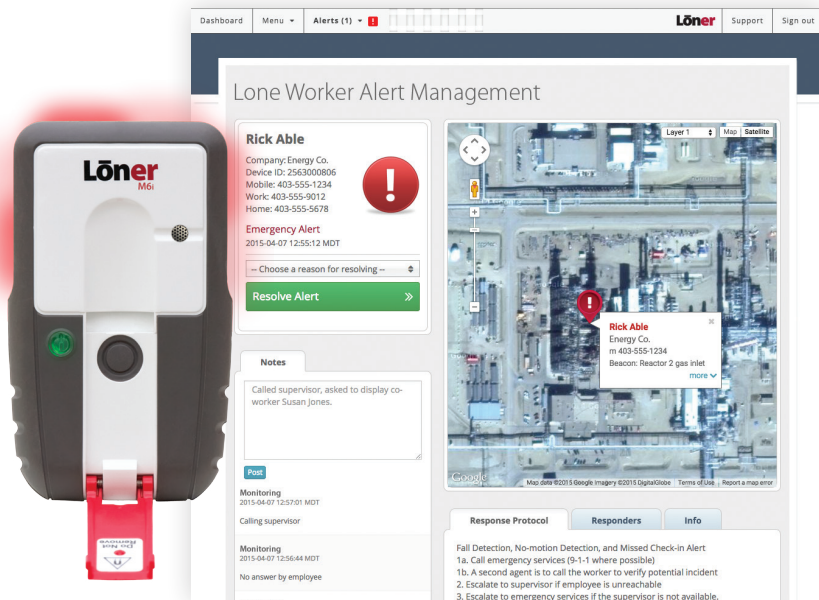 Dashboard
Menu
Alerts (1)
Lōner
Support
Sign out
Lone Worker Alert Management
Rick Able
Company: Energy Co.
Device ID: 2563000806
Mobile: 403-555-1234
Work: 403-555-9012
Home: 403-555-5678
Emergency Alert
2015-04-07 12:55:12 MDT
-- Choose a reason for resolving --
Resolve Alert
Notes
Called supervisor, asked to display co-
worker Susan Jones.
Post
Monitoring
2015-04-07 12:57:01 MDT
Calling supervisor
Monitoring
2015-04-07 12:56:44 MDT
No answer by employee
Layer 1
Map
Satellite
Rick Able
Energy Co.
m 403-555-1234
Beacon: Reactor 2 gas inlet
more
Google
Map data ©2015 Google Imagery ©2015 DigitalGlobe
Terms of Use
Report a map error
Response Protocol
Responders
Info
Fall Detection, No-motion Detection, and Missed Check-in Alert
1a. Call emergency services (9-1-1 where possible)
1b. A second agent is to call the worker to verify potential incident
2. Escalate to supervisor if employee is unreachable
3. Escalate to emergency services if the supervisor is not available.
Lōner
M6i
Do Not
Remove